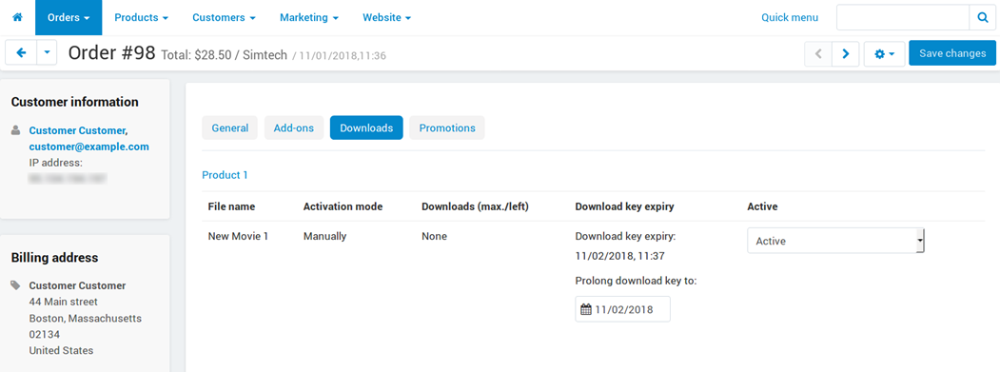 Orders Products Customers Marketing Website Quick menu
Order #98 Total: $28.50 / Simtech / 11/01/2018,11:36 Save changes
Customer information
Customer Customer,
customer@example.com
IP address:
Billing address
Customer Customer
44 Main street
Boston, Massachusetts
02134
United States
General Add-ons Downloads Promotions
Product 1
File name Activation mode Downloads (max./left) Download key expiry Active
New Movie 1 Manually None Download key expiry: Active
11/02/2018, 11:37
Prolong download key to:
11/02/2018